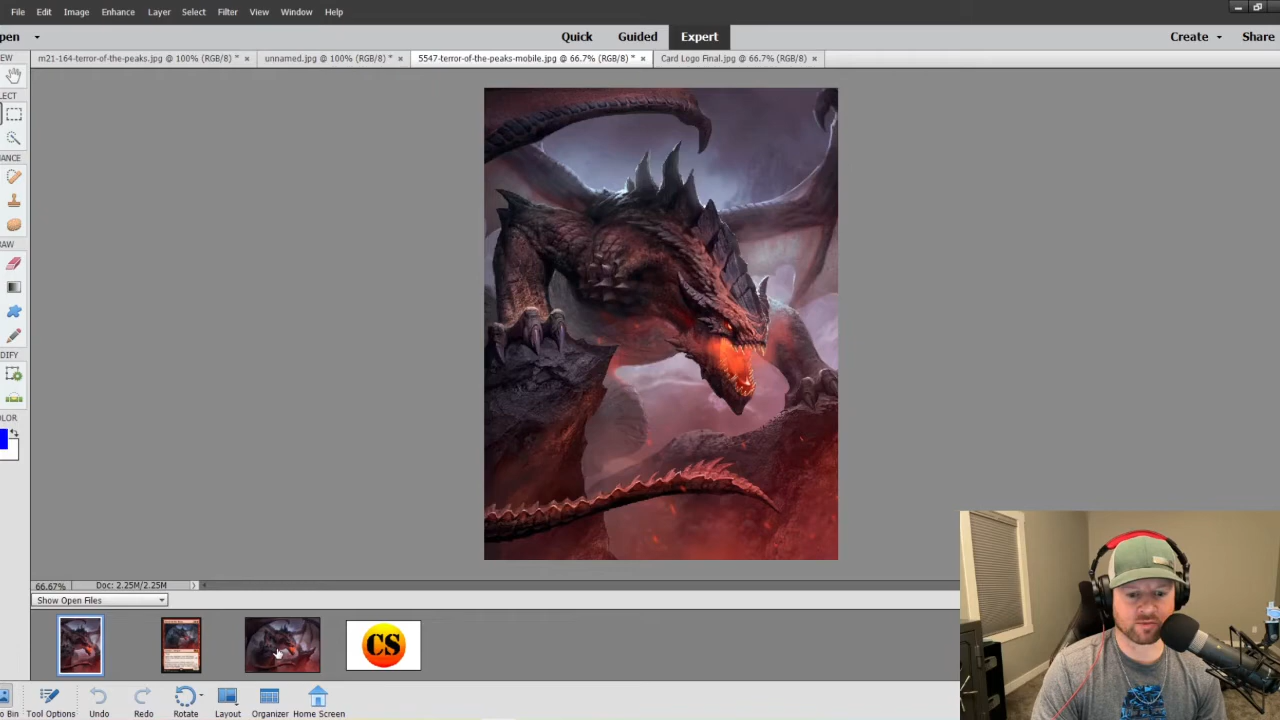 File Edit Image Enhance Layer Select Filter View Window Help
pen Quick Guided Expert Create Share
m21-164-terror-of-the-peaks.jpg @ 100% (RGB/8) * × unnamed.jpg @ 100% (RGB/8) * × 5547-terror-of-the-peaks-mobile.jpg @ 66.7% (RGB/8) * × Card Logo Final.jpg @ 66.7% (RGB/8) ×
EW
LECT
HANCE
RAW
DIFY
OLOR
66.67% Doc: 2.25M/2.25M
Show Open Files
CS
o Bin Tool Options Undo Redo Rotate Layout Organizer Home Screen